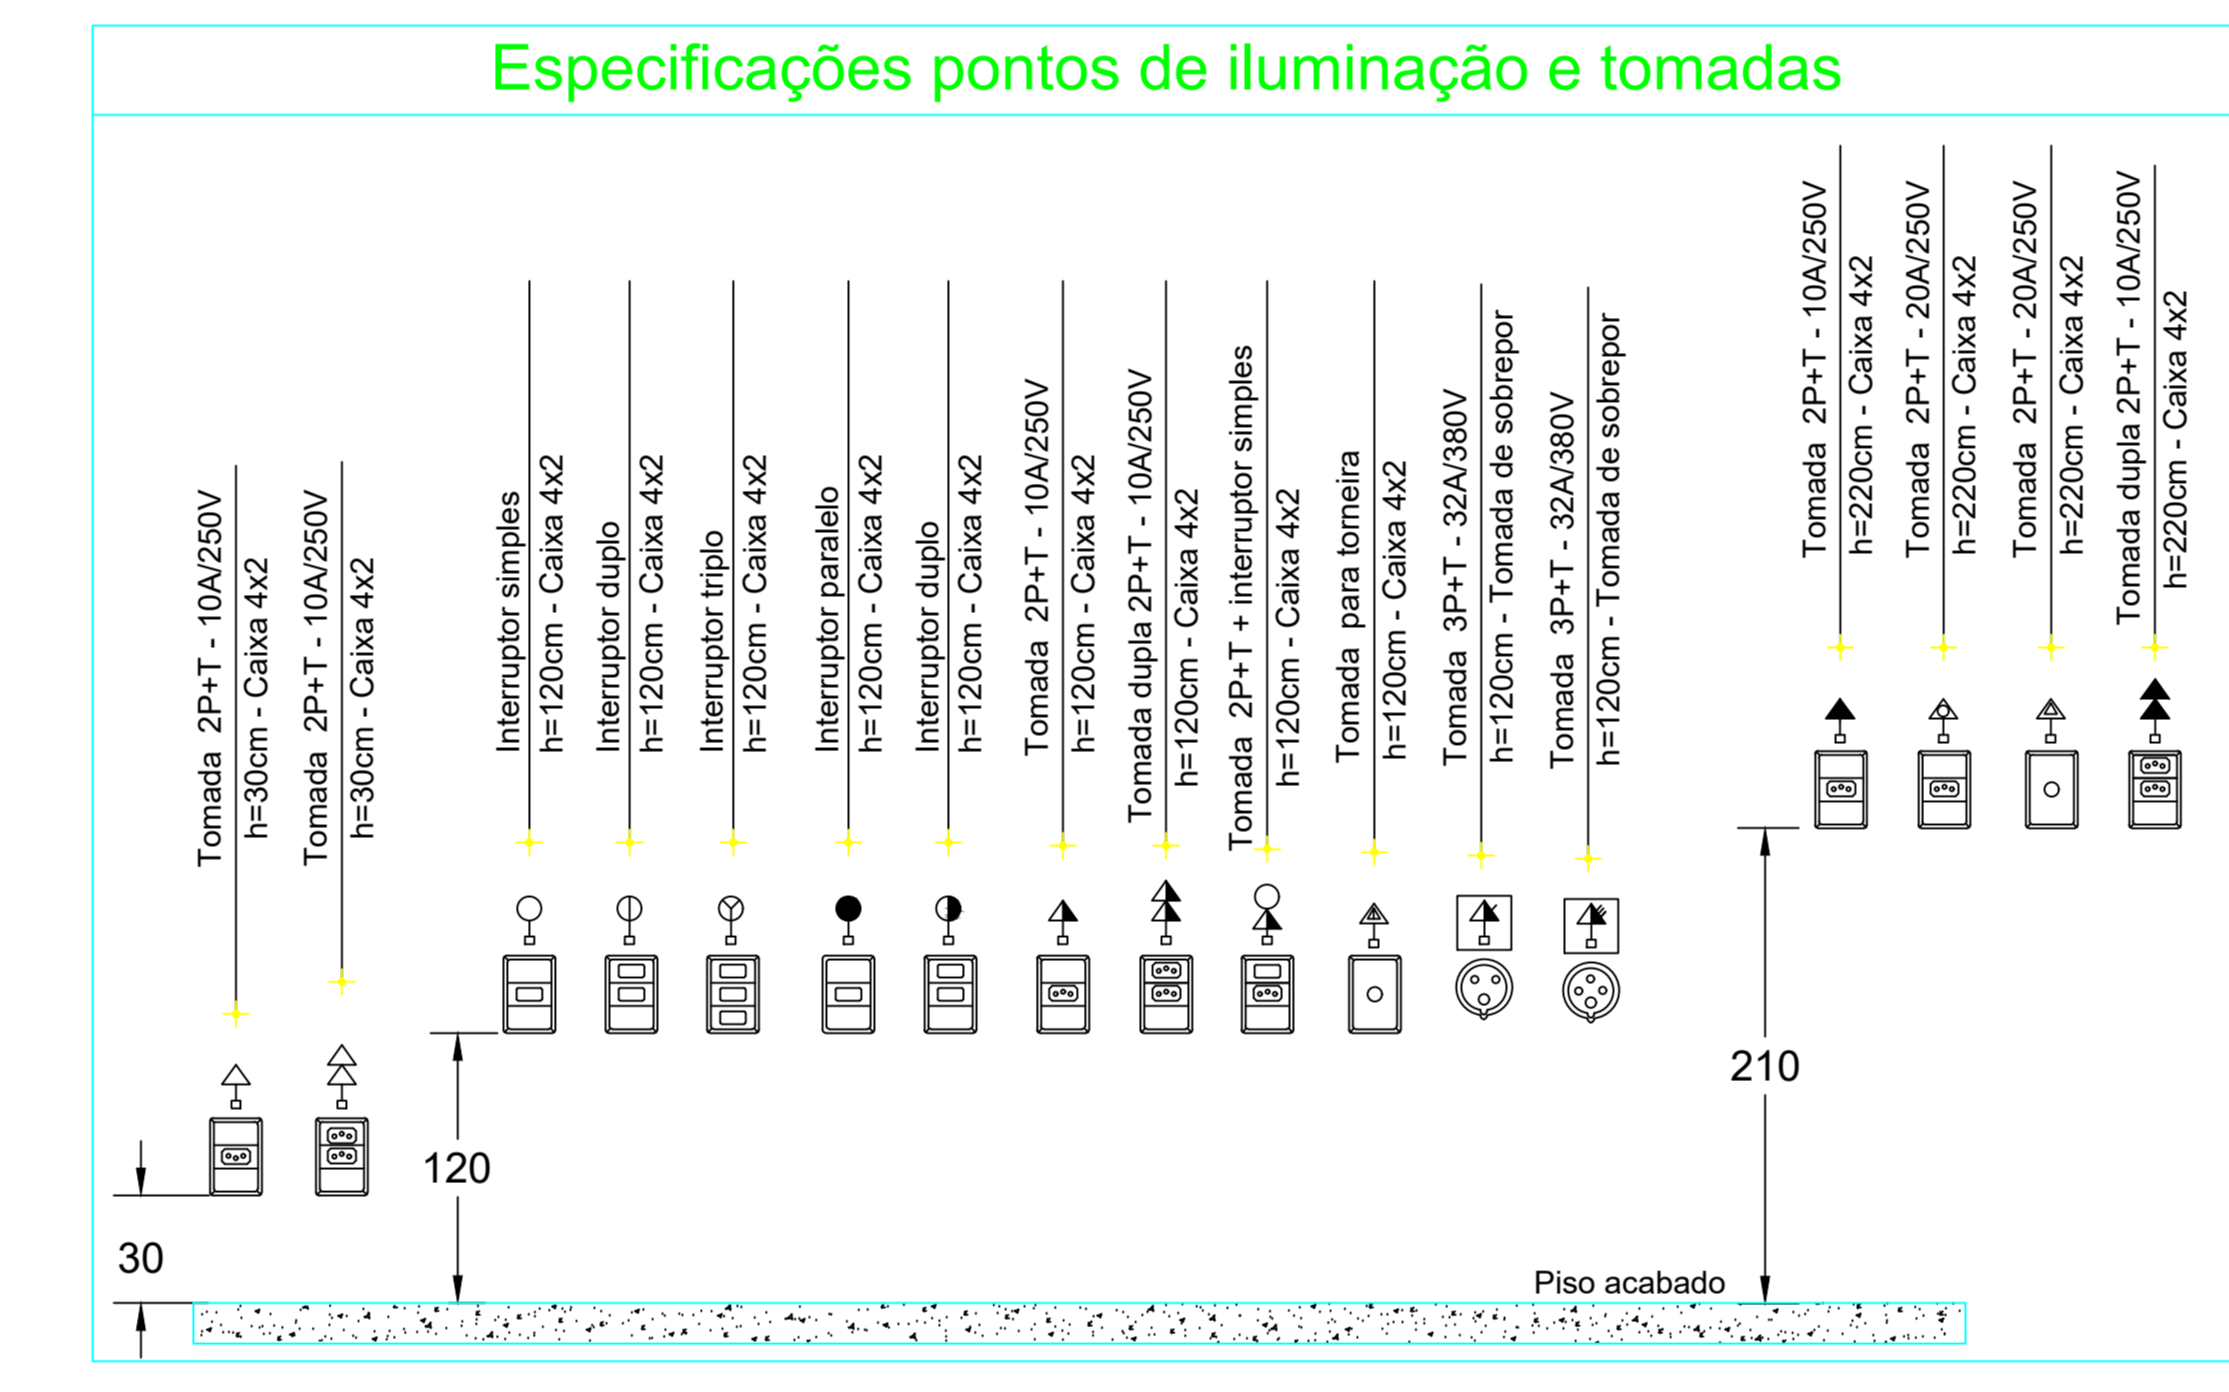 Especificações pontos de iluminação e tomadas
Tomada 2P+T - 10A/250V
h=30cm - Caixa 4x2
Tomada 2P+T - 10A/250V
h=30cm - Caixa 4x2
Interruptor simples
h=120cm - Caixa 4x2
Interruptor duplo
h=120cm - Caixa 4x2
Interruptor triplo
h=120cm - Caixa 4x2
Interruptor paralelo
h=120cm - Caixa 4x2
Interruptor duplo
h=120cm - Caixa 4x2
Tomada 2P+T - 10A/250V
h=120cm - Caixa 4x2
Tomada dupla 2P+T - 10A/250V
h=120cm - Caixa 4x2
Tomada 2P+T + interruptor simples
h=120cm - Caixa 4x2
Tomada para torneira
h=120cm - Caixa 4x2
Tomada 3P+T - 32A/380V
h=120cm - Tomada de sobrepor
Tomada 3P+T - 32A/380V
h=120cm - Tomada de sobrepor
Tomada 2P+T - 10A/250V
h=220cm - Caixa 4x2
Tomada 2P+T - 20A/250V
h=220cm - Caixa 4x2
Tomada 2P+T - 20A/250V
h=220cm - Caixa 4x2
Tomada dupla 2P+T - 10A/250V
h=220cm - Caixa 4x2
30
120
210
Piso acabado